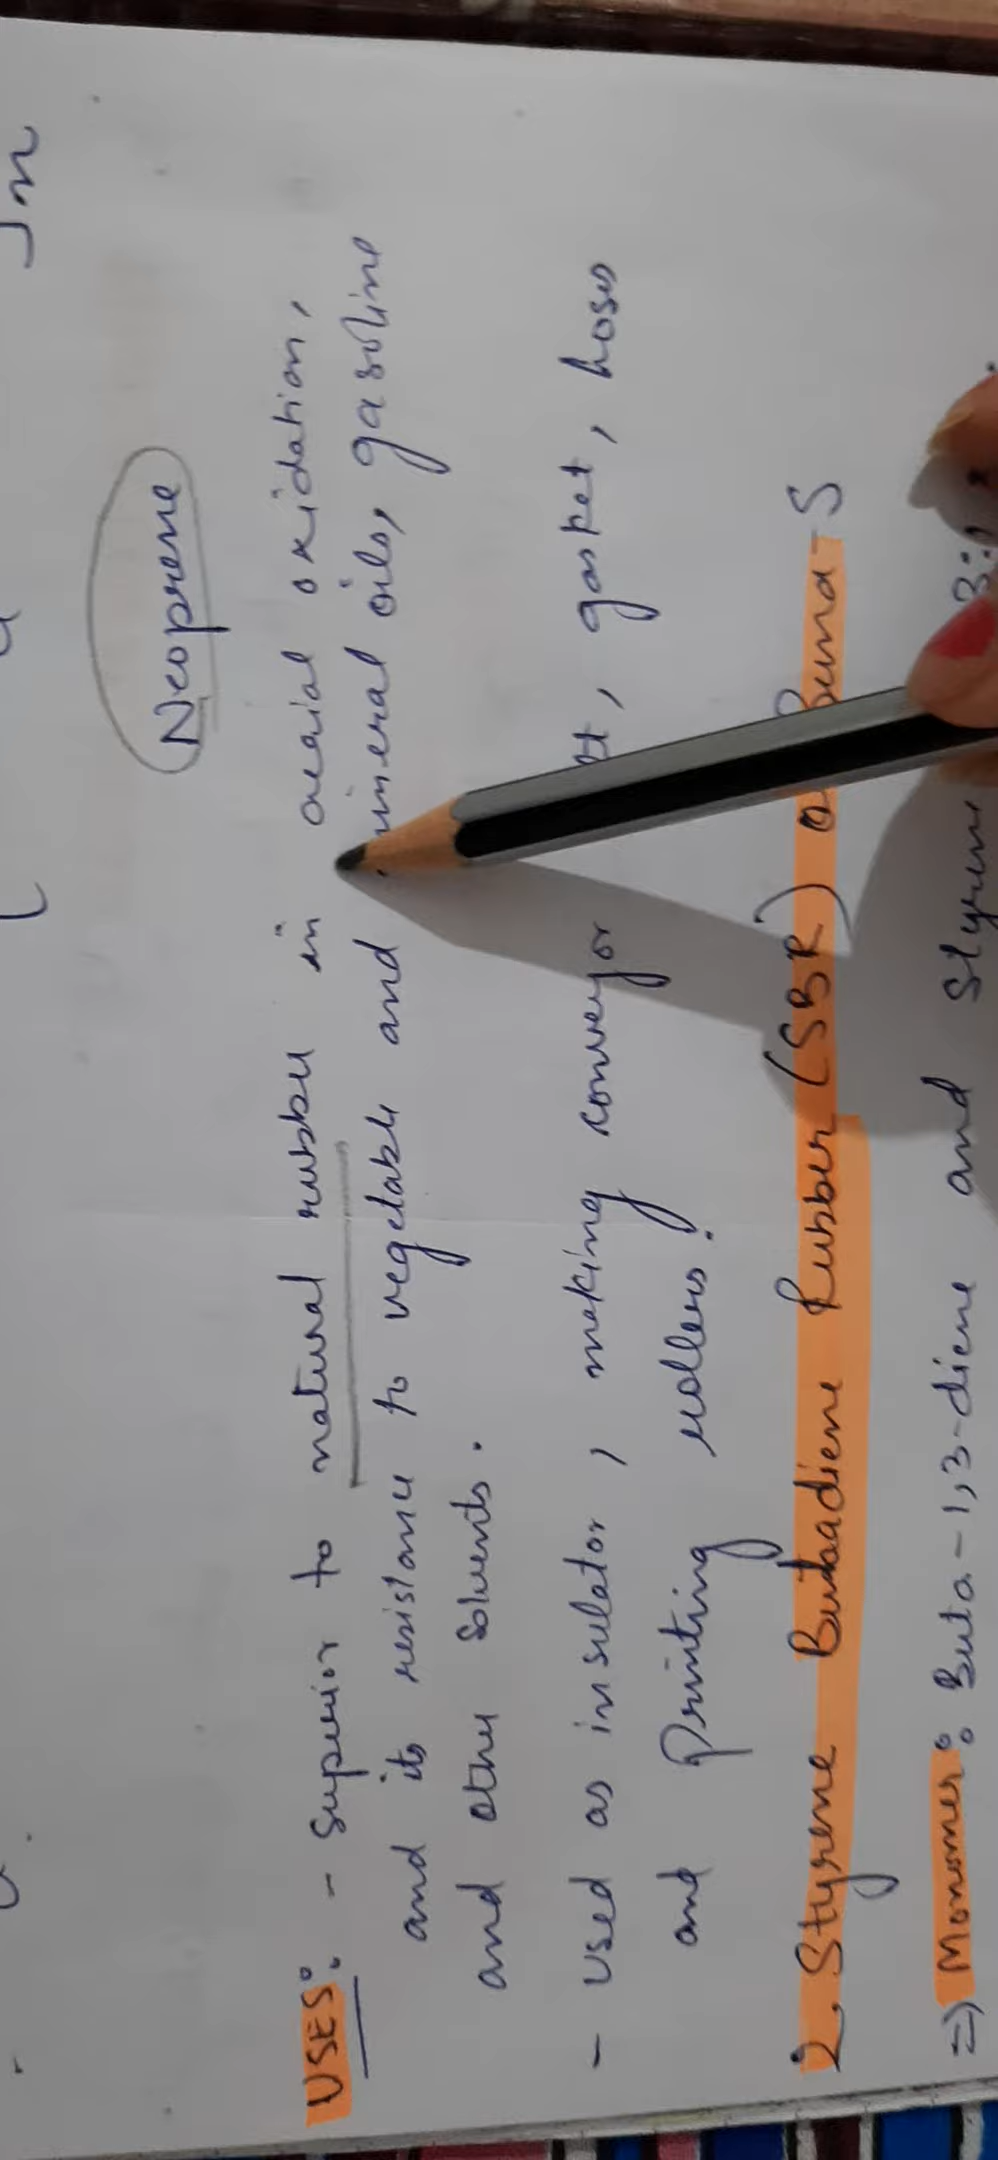 Neoprene
USES: - Superior to natural rubber in areial oxidation,
and its resistance to vegetable and mineral oils, gasoline
and other solvents.
- Used as insulator, making conveyor , gasket, hoses
and printing rollers.
2. Styrene Butadiene Rubber (SBR) or Buna-S
=) Monomer: Buta-1,3-diene and Styrene